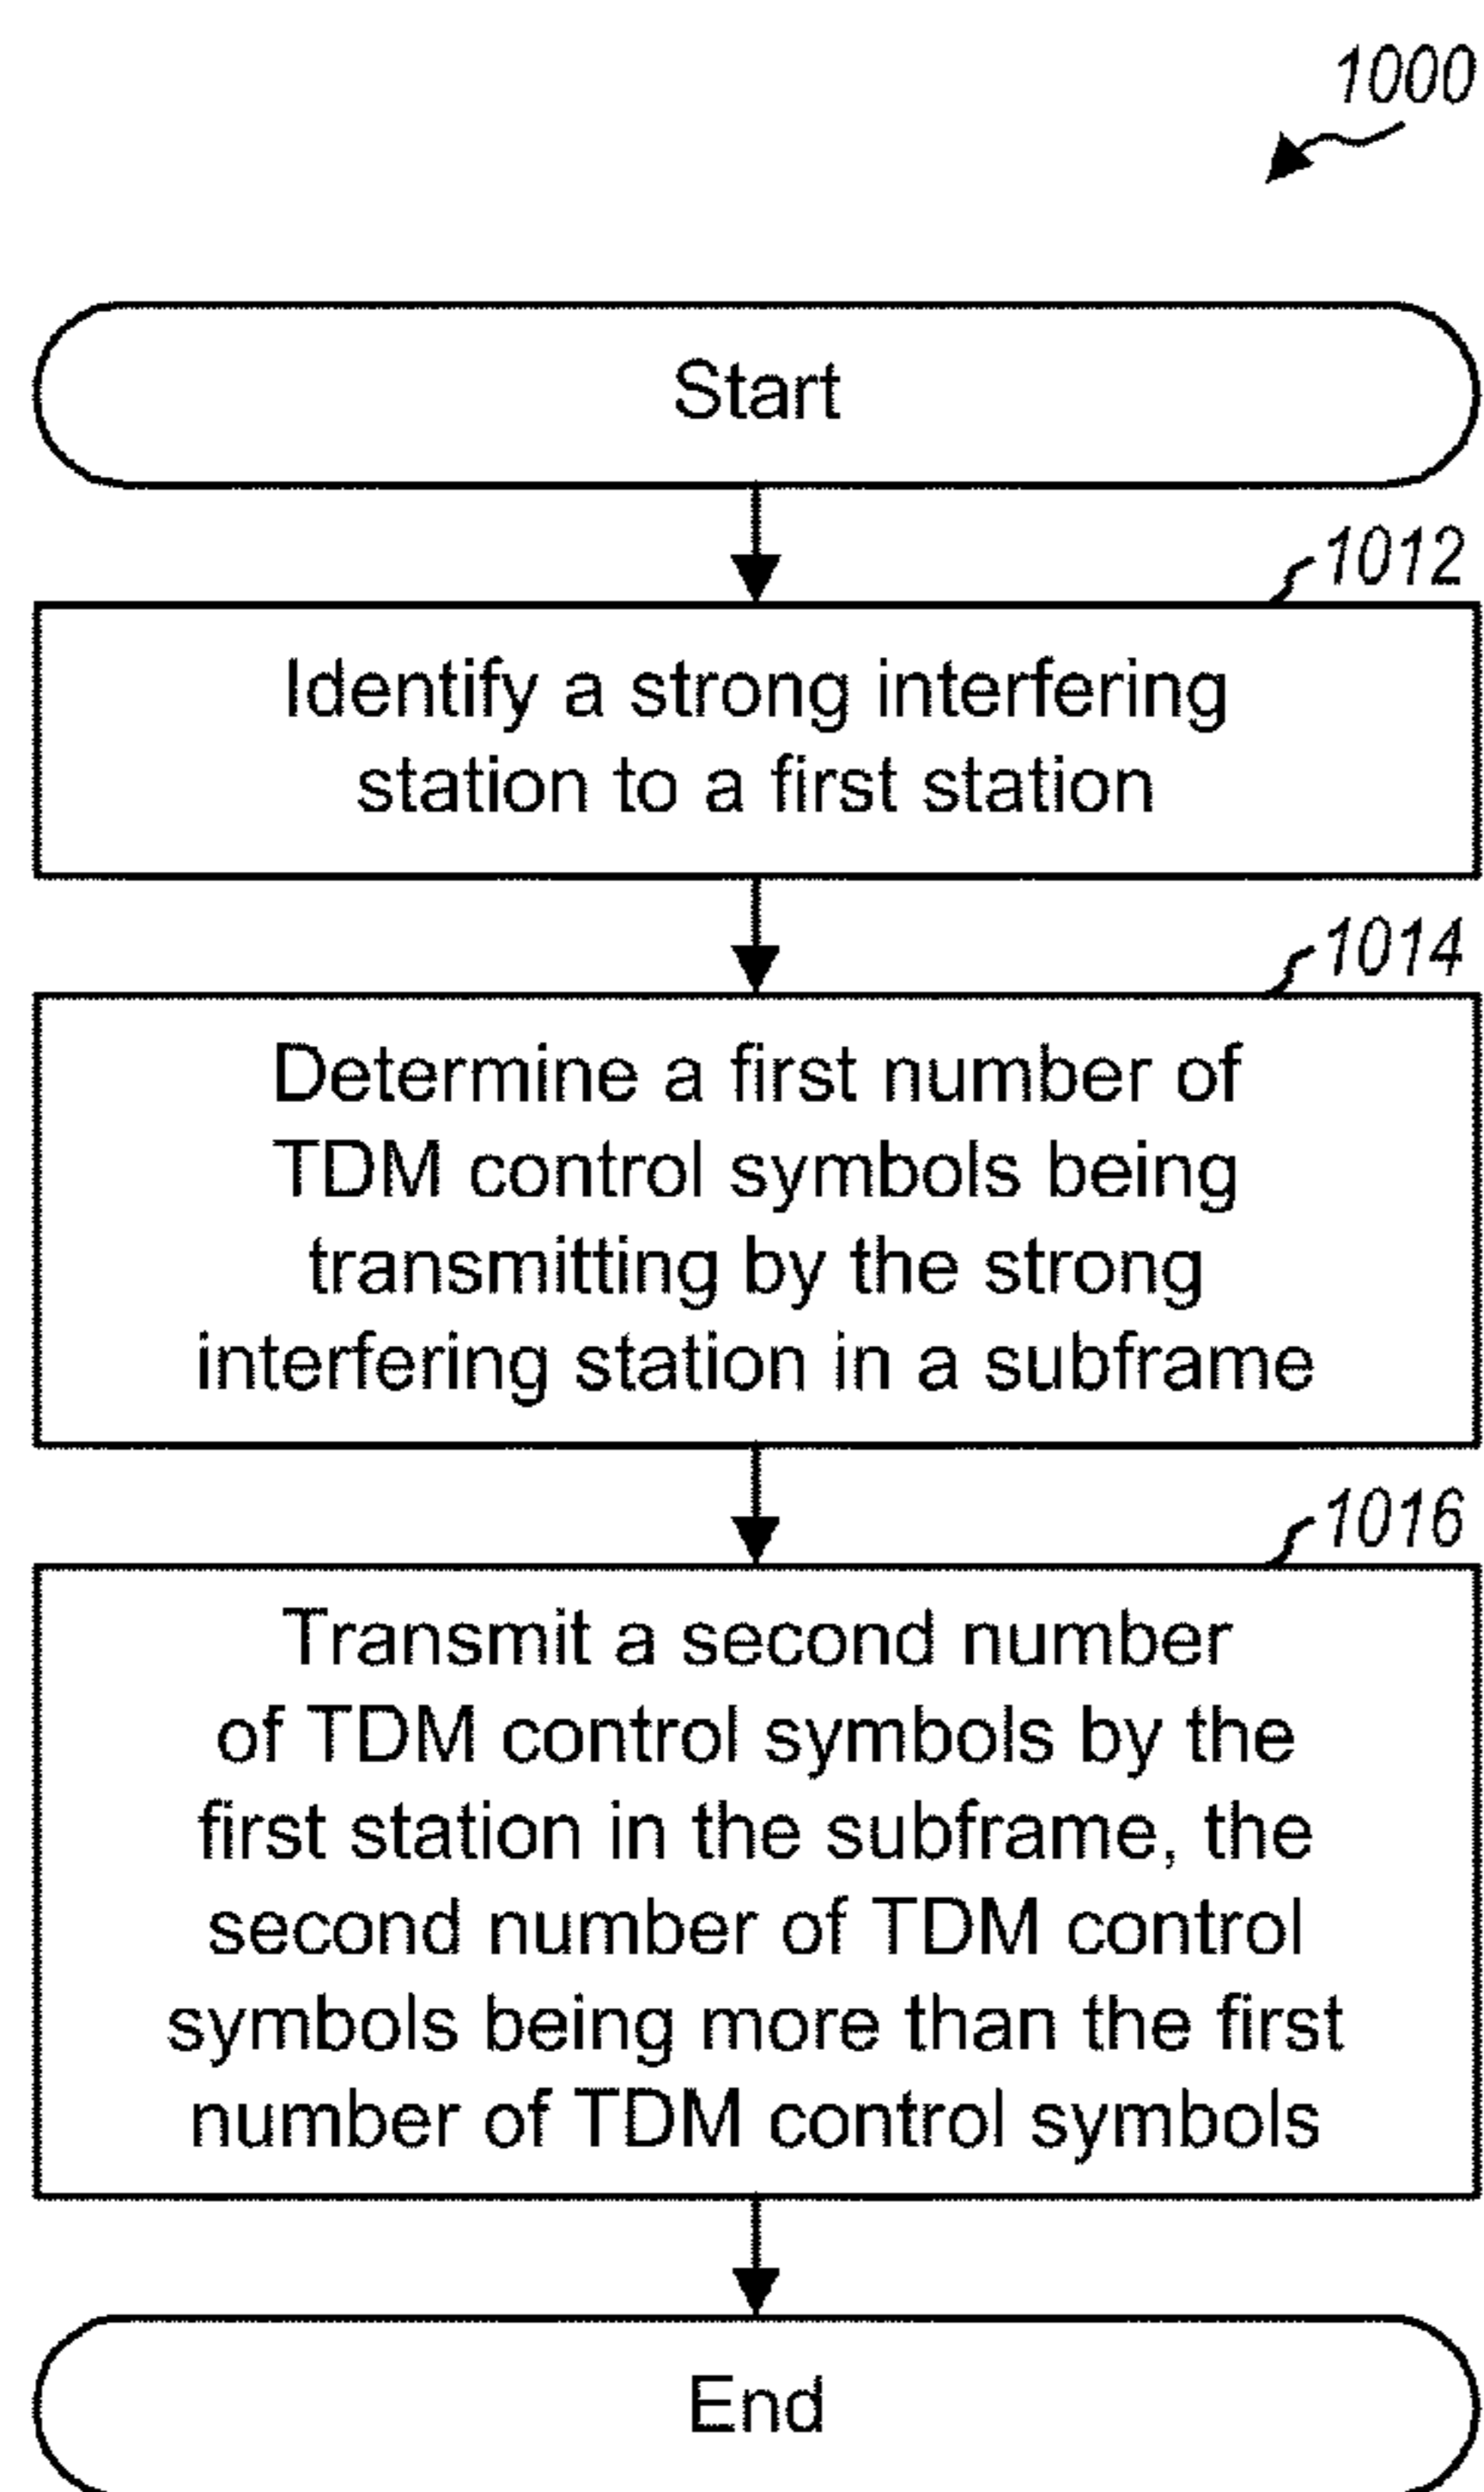 1000
Start
1012
Identify a strong interfering
station to a first station
1014
Determine a first number of
TDM control symbols being
transmitting by the strong
interfering station in a subframe
1016
Transmit a second number
of TDM control symbols by the
first station in the subframe, the
second number of TDM control
symbols being more than the first
number of TDM control symbols
End